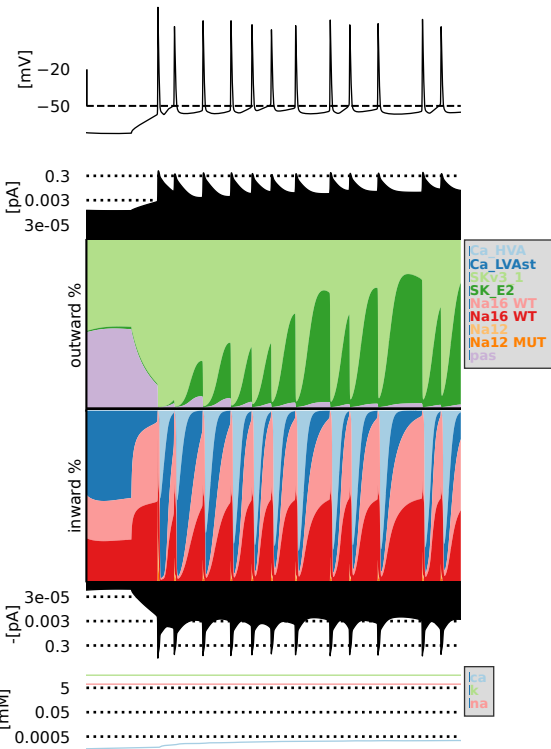 [mV]
−20
−50
[pA]
0.3
0.003
3e-05
outward %
Ca_HVA
Ca_LVAst
SKv3_1
SK_E2
Na16 WT
Na16 WT
Na12
Na12 MUT
pas
inward %
-[pA]
3e-05
0.003
0.3
[mM]
5
0.05
0.0005
ca
k
na